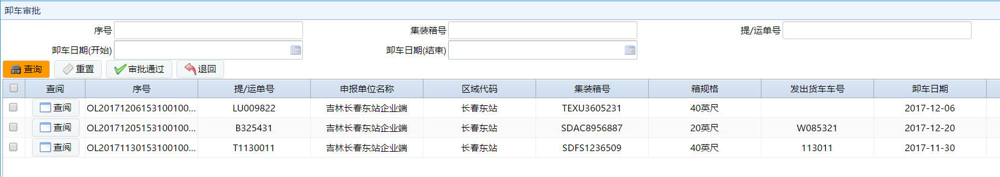 卸车审批
序号 集装箱号 提/运单号
卸车日期(开始) 卸车日期(结束)
查询 重置 审批通过 退回
查阅 序号 提/运单号 申报单位名称 区域代码 集装箱号 箱规格 发出货车车号 卸车日期
查阅 OL20171206153100100... LU009822 吉林长春东站企业端 长春东站 TEXU3605231 40英尺 2017-12-06
查阅 OL20171205153100100... B325431 吉林长春东站企业端 长春东站 SDAC8956887 20英尺 W085321 2017-12-20
查阅 OL20171130153100100... T1130011 吉林长春东站企业端 长春东站 SDFS1236509 40英尺 113011 2017-11-30